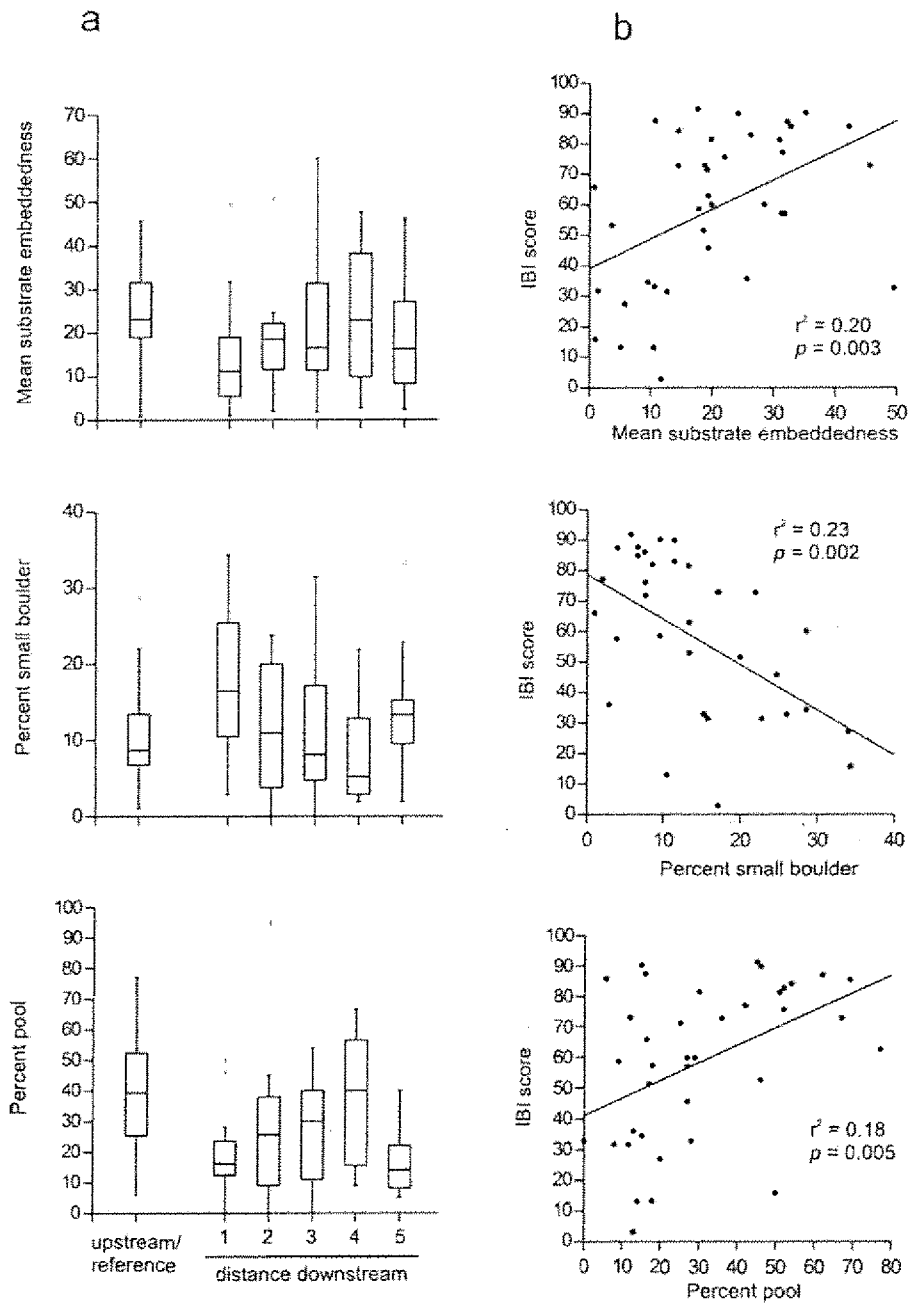 a
b
Mean substrate embeddedness
70
60
50
40
30
20
10
0
IBI score
100
90
80
70
60
50
40
30
20
10
0
r² = 0.20
p = 0.003
0 10 20 30 40 50
Mean substrate embeddedness
Percent small boulder
40
30
20
10
0
IBI score
100
90
80
70
60
50
40
30
20
10
0
r² = 0.23
p = 0.002
0 10 20 30 40
Percent small boulder
Percent pool
100
90
80
70
60
50
40
30
20
10
0
upstream/
reference
1 2 3 4 5
distance downstream
IBI score
100
90
80
70
60
50
40
30
20
10
0
r² = 0.18
p = 0.005
0 10 20 30 40 50 60 70 80
Percent pool